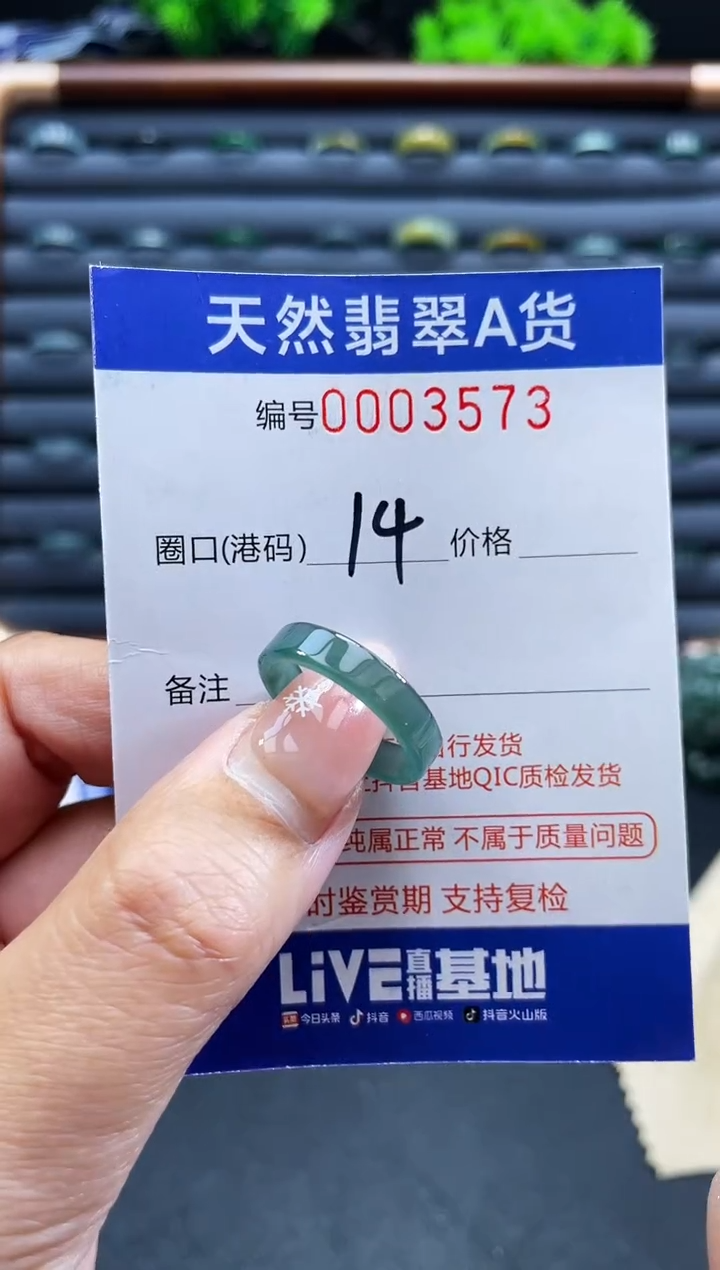 天然翡翠A货
编号0003573
圈口(港码) 14 价格
备注
行发货
基地QIC质检发货
纯属正常 不属于质量问题
时鉴赏期 支持复检
LiVE直播基地
头条 今日头条 抖音 西瓜视频 抖音火山版